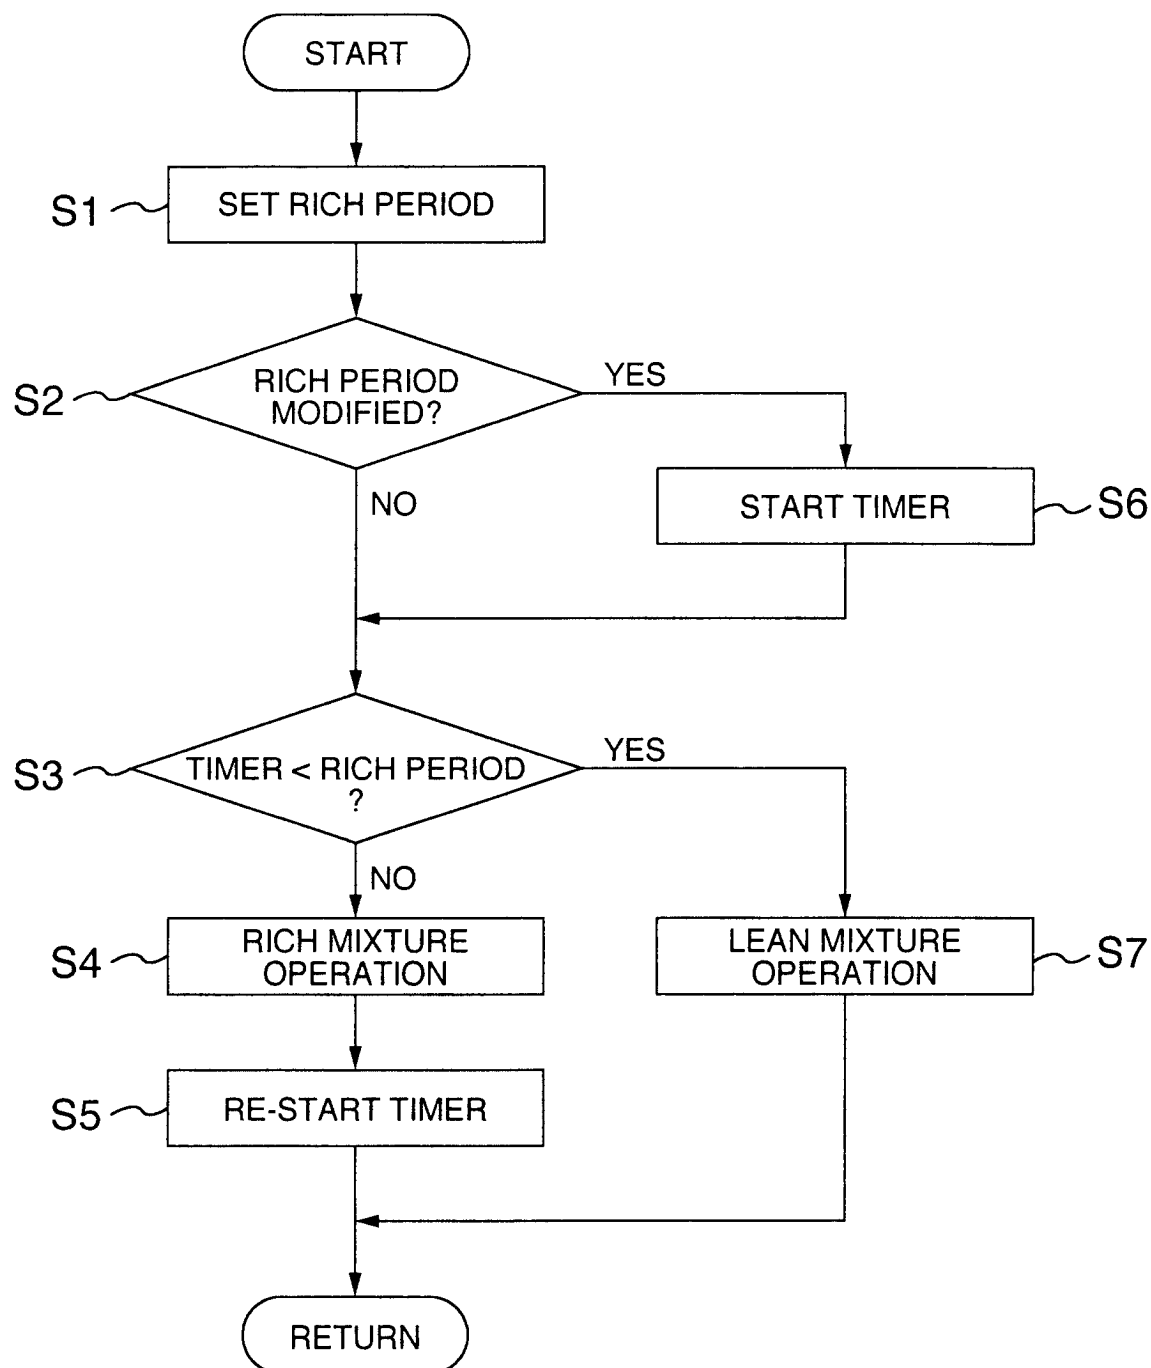 START
S1
SET RICH PERIOD
S2
RICH PERIOD
MODIFIED?
YES
NO
START TIMER
S6
S3
TIMER < RICH PERIOD
?
YES
NO
S4
RICH MIXTURE
OPERATION
LEAN MIXTURE
OPERATION
S7
S5
RE-START TIMER
RETURN